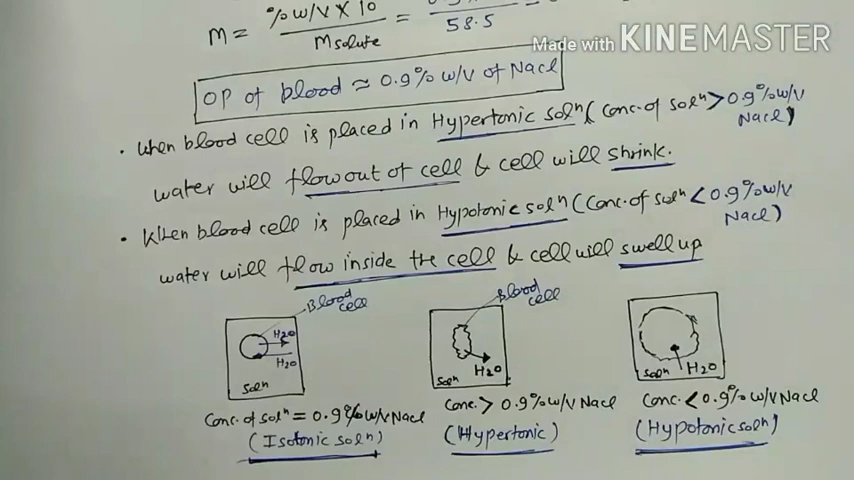 Made with KINEMASTER
M = %w/v x 10 / Msolute = 58.5
OP of blood ≈ 0.9% w/v of Nacl
• When blood cell is placed in Hypertonic solⁿ (conc. of solⁿ > 0.9% w/v Nacl)
water will flow out of cell & cell will shrink.
• When blood cell is placed in Hypotonic solⁿ (conc. of solⁿ < 0.9% w/v Nacl)
water will flow inside the cell & cell will swell up
Blood cell
H2O
H2O
solⁿ
Conc. of solⁿ = 0.9% w/v Nacl
(Isotonic solⁿ)
Blood cell
H2O
solⁿ
Conc. > 0.9% w/v Nacl
(Hypertonic)
H2O
solⁿ
Conc. < 0.9% w/v Nacl
(Hypotonic solⁿ)